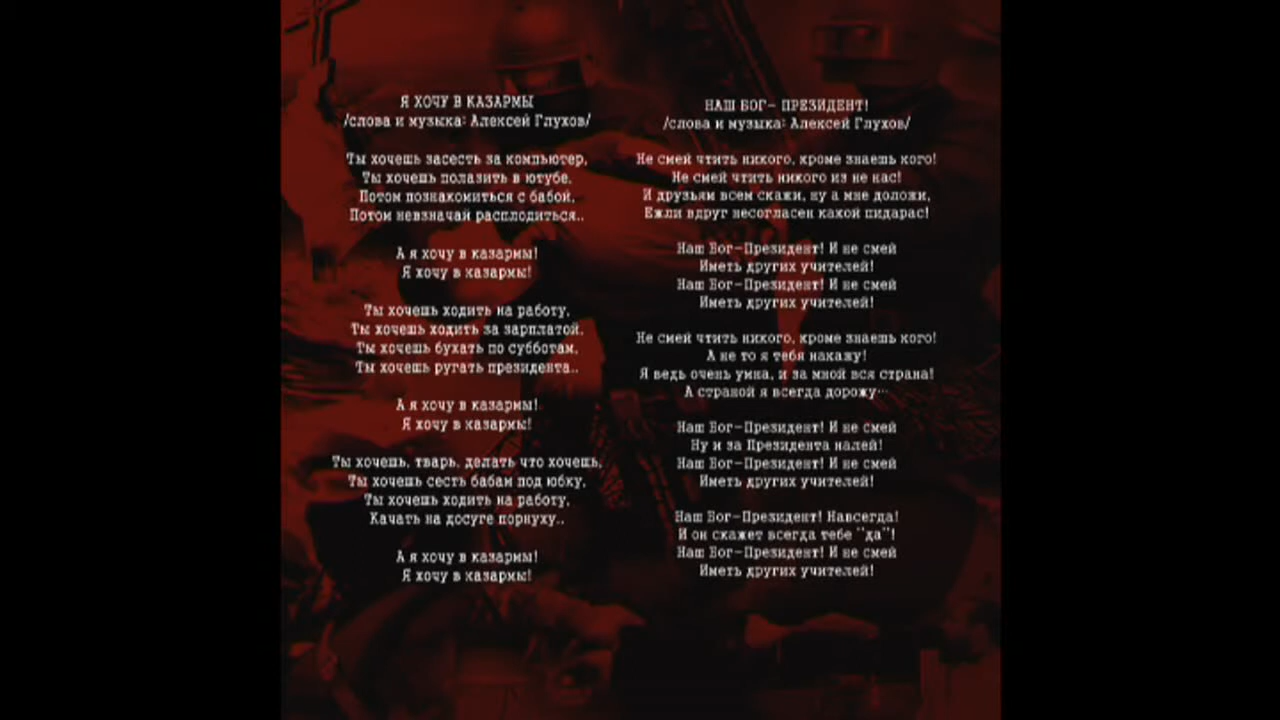 Я ХОЧУ В КАЗАРМЫ
/слова и музыка: Алексей Глухов/
Ты хочешь засесть за компьютер,
Ты хочешь полазить в ютубе,
Потом познакомиться с бабой,
Потом невзначай расплодиться..
А я хочу в казармы!
Я хочу в казармы!
Ты хочешь ходить на работу,
Ты хочешь ходить за зарплатой,
Ты хочешь бухать по субботам,
Ты хочешь ругать президента..
А я хочу в казармы!
Я хочу в казармы!
Ты хочешь, тварь, делать что хочешь,
Ты хочешь сесть бабам под юбку,
Ты хочешь ходить на работу,
Качать на досуге порнуху..
А я хочу в казармы!
Я хочу в казармы!
НАШ БОГ- ПРЕЗИДЕНТ!
/слова и музыка: Алексей Глухов/
Не смей чтить никого, кроме знаешь кого!
Не смей чтить никого из не нас!
И друзьям всем скажи, ну а мне доложи,
Ежли вдруг несогласен какой пидарас!
Наш Бог-Президент! И не смей
Иметь других учителей!
Наш Бог-Президент! И не смей
Иметь других учителей!
Не смей чтить никого, кроме знаешь кого!
А не то я тебя накажу!
Я ведь очень умна, и за мной вся страна!
А страной я всегда дорожу...
Наш Бог-Президент! И не смей
Ну и за Президента налей!
Наш Бог-Президент! И не смей
Иметь других учителей!
Наш Бог-Президент! Навсегда!
И он скажет всегда тебе "да"!
Наш Бог-Президент! И не смей
Иметь других учителей!